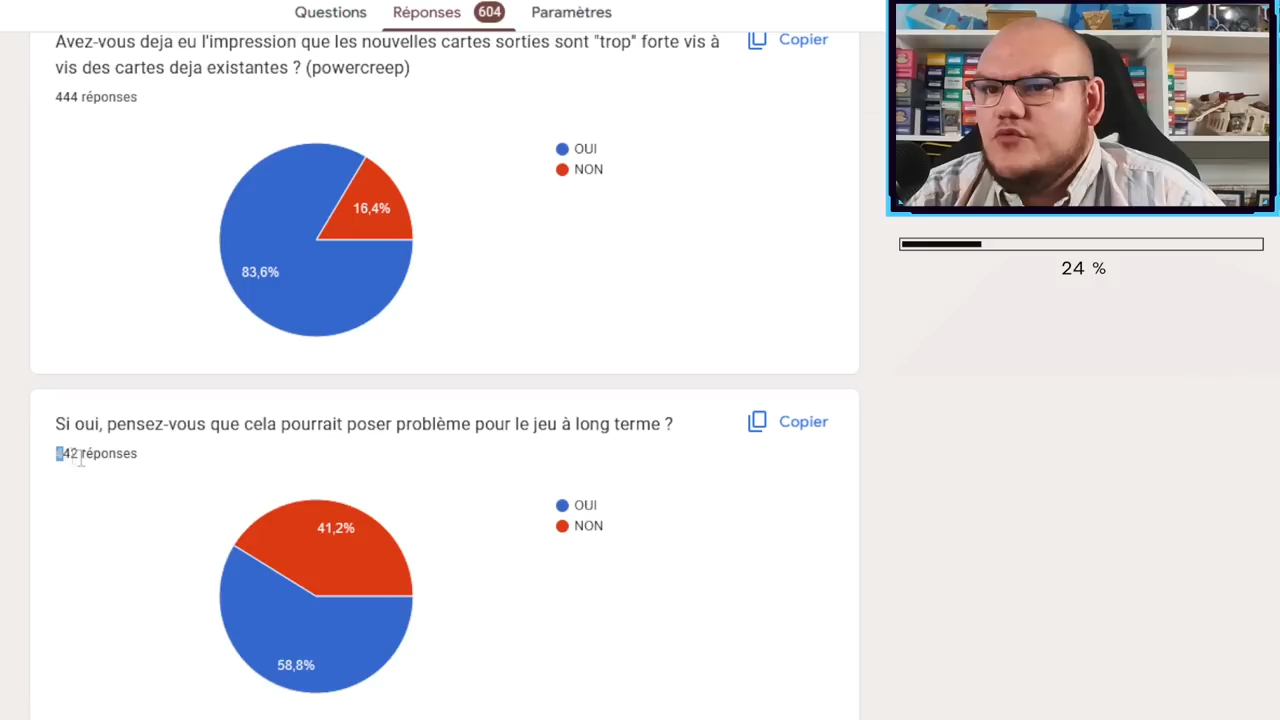 Questions
Réponses 604
Paramètres
Avez-vous deja eu l'impression que les nouvelles cartes sorties sont "trop" forte vis à
vis des cartes deja existantes ? (powercreep)
Copier
444 réponses
OUI
NON
16,4%
83,6%
Si oui, pensez-vous que cela pourrait poser problème pour le jeu à long terme ?
Copier
442 réponses
OUI
NON
41,2%
58,8%
24 %